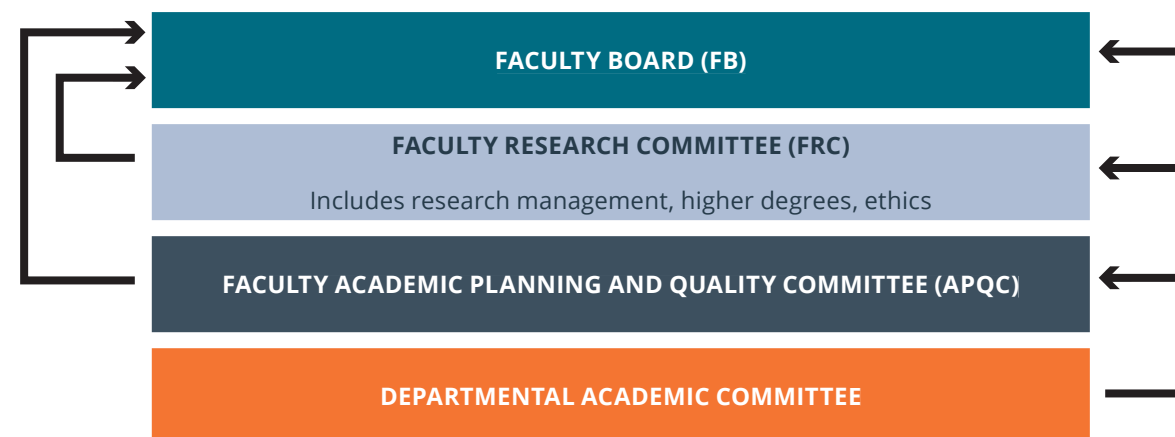 FACULTY BOARD (FB)
FACULTY RESEARCH COMMITTEE (FRC)
Includes research management, higher degrees, ethics
FACULTY ACADEMIC PLANNING AND QUALITY COMMITTEE (APQC)
DEPARTMENTAL ACADEMIC COMMITTEE